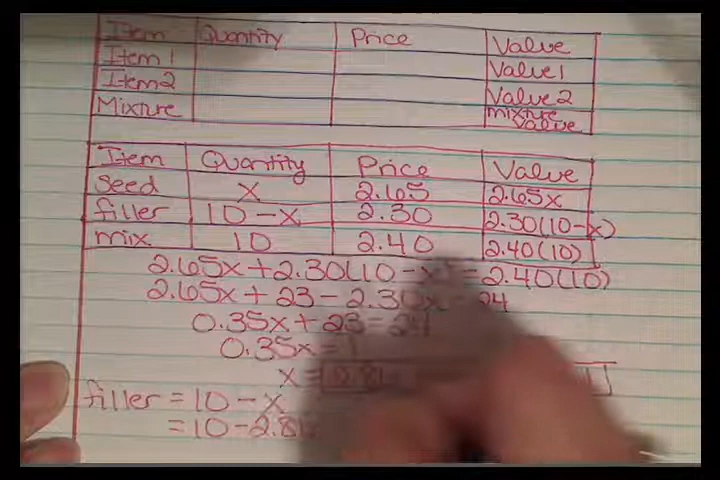 Item Quantity Price Value
Item 1 Value 1
Item 2 Value 2
Mixture mixture value
Item Quantity Price Value
Seed x 2.65 2.65x
filler 10-x 2.30 2.30(10-x)
mix 10 2.40 2.40(10)
2.65x+2.30(10-x)=2.40(10)
2.65x+23-2.30x=24
0.35x+23=24
0.35x=1
x=
filler = 10-x
= 10-2.81